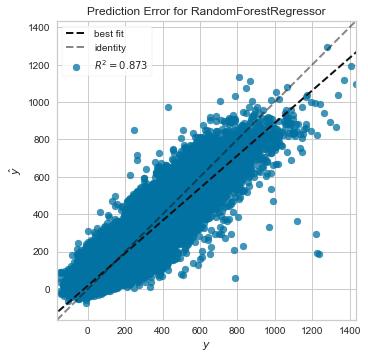 Prediction Error for RandomForestRegressor
best fit
identity
R² = 0.873
1400
1200
1000
800
600
400
200
0
ŷ
0 200 400 600 800 1000 1200 1400
y